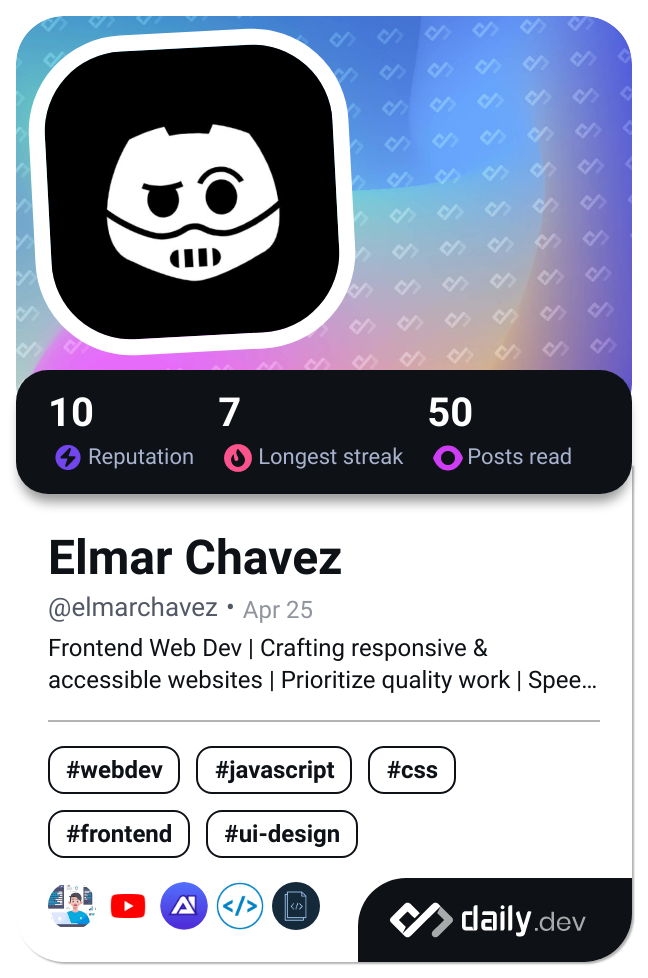 10 7 50
Reputation Longest streak Posts read
Elmar Chavez
@elmarchavez • Apr 25
Frontend Web Dev | Crafting responsive &
accessible websites | Prioritize quality work | Spee...
#webdev #javascript #css
#frontend #ui-design
</> </>
daily.dev